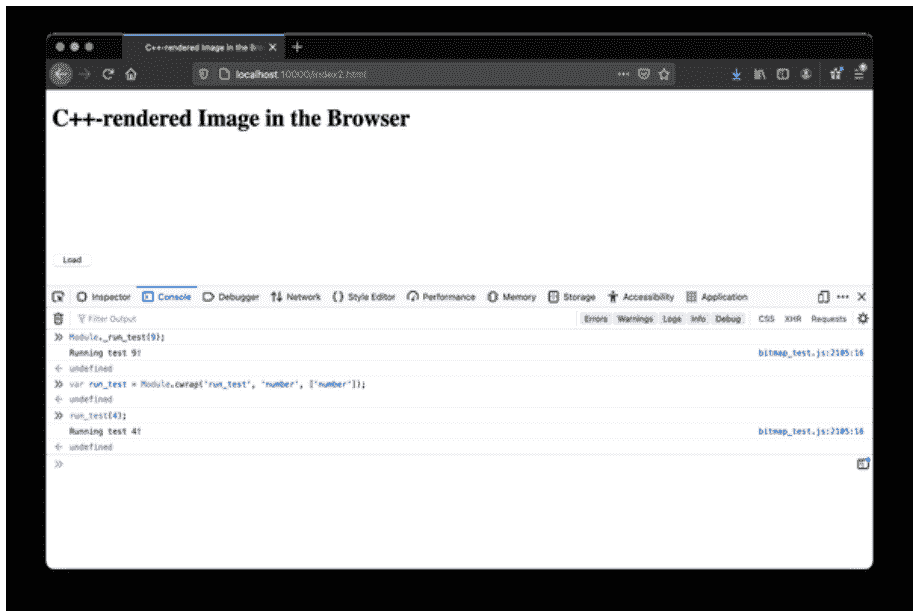 C++-rendered Image in the Bro
localhost:10000/index2.html
C++-rendered Image in the Browser
Load
Inspector Console Debugger Network Style Editor Performance Memory Storage Accessibility Application
Filter Output Errors Warnings Logs Info Debug CSS XHR Requests
Module._run_test(9);
Running test 9! bitmap_test.js:2105:16
undefined
var run_test = Module.cwrap('run_test', 'number', ['number']);
undefined
run_test(4);
Running test 4! bitmap_test.js:2105:16
undefined